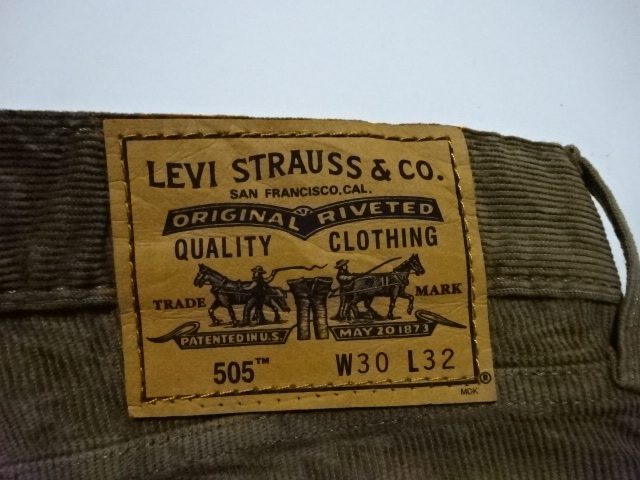 LEVI STRAUSS & CO.
SAN FRANCISCO.CAL.
ORIGINAL RIVETED
QUALITY CLOTHING
TRADE MARK
PATENTED IN U.S. MAY 20 1873
505™ W30 L32 ®
MDK